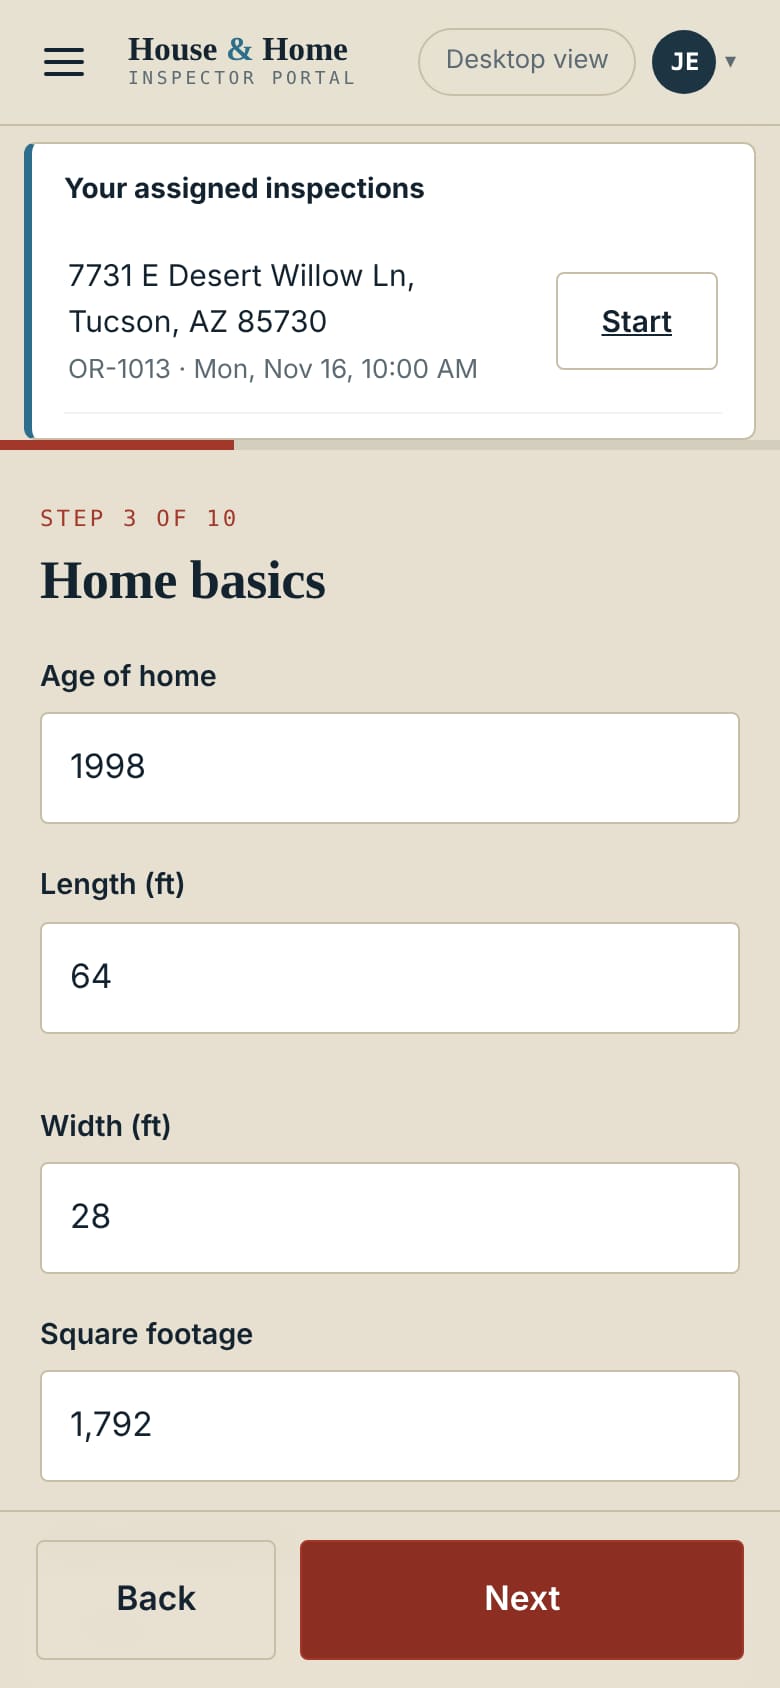 House & Home
INSPECTOR PORTAL
Desktop view
JE ▾
Your assigned inspections
7731 E Desert Willow Ln,
Tucson, AZ 85730
OR-1013 · Mon, Nov 16, 10:00 AM
Start
STEP 3 OF 10
Home basics
Age of home
1998
Length (ft)
64
Width (ft)
28
Square footage
1,792
Back
Next